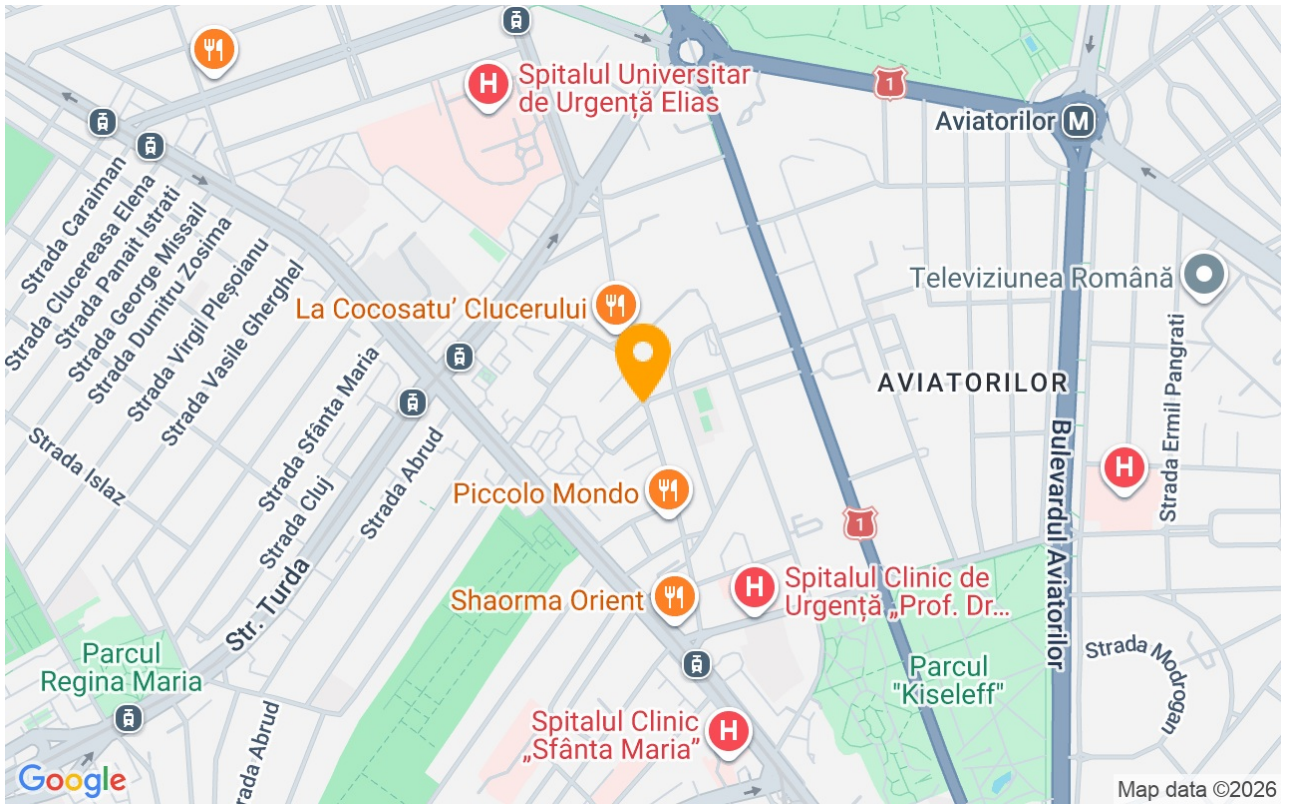 Spitalul Universitar
de Urgență Elias
1
Aviatorilor
M
H
Strada Caraiman
Strada Clucereasa Elena
Strada Panait Istrati
Strada George Missail
Strada Dumitru Zosima
Strada Virgil Pleșoianu
Strada Vasile Gherghel
La Cocosatu' Clucerului
Televiziunea Română
Strada Sfânta Maria
AVIATORILOR
Strada Ermil Pangrati
Strada Islaz
Strada Cluj
Strada Abrud
Bulevardul Aviatorilor
H
Piccolo Mondo
1
Str. Turda
Shaorma Orient
H
Spitalul Clinic de
Urgență „Prof. Dr...
Parcul
Regina Maria
Parcul
"Kiseleff"
Strada Modrogan
Strada Abrud
Spitalul Clinic
„Sfânta Maria”
H
Google
Map data ©2026